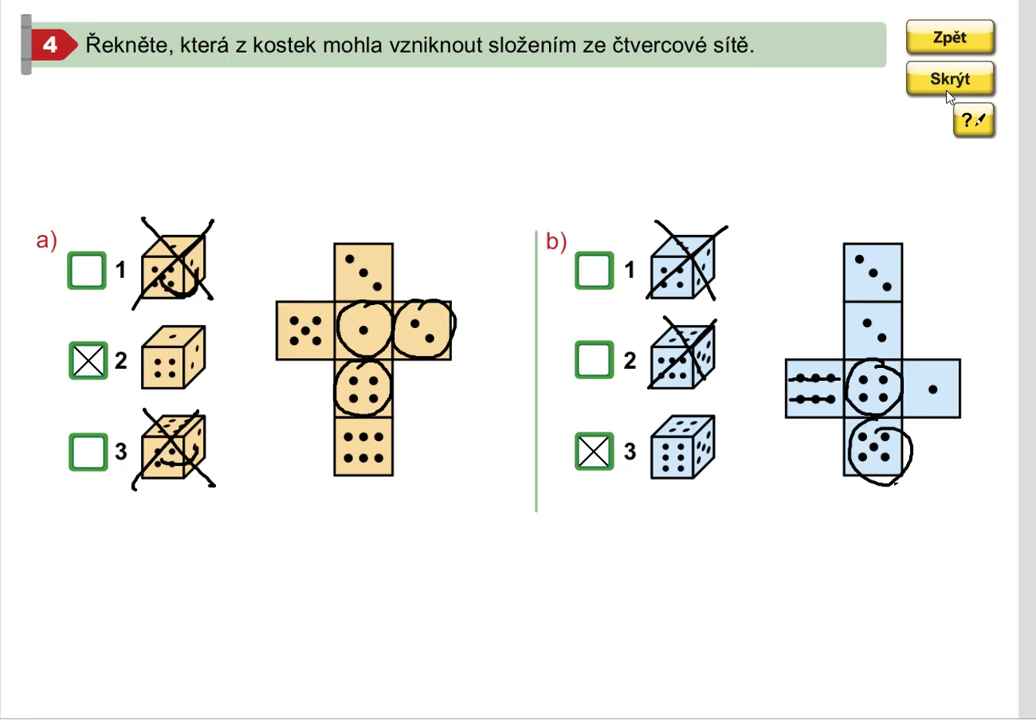 4 Řekněte, která z kostek mohla vzniknout složením ze čtvercové sítě.
Zpět
Skrýt
?
a)
1
2
3
b)
1
2
3